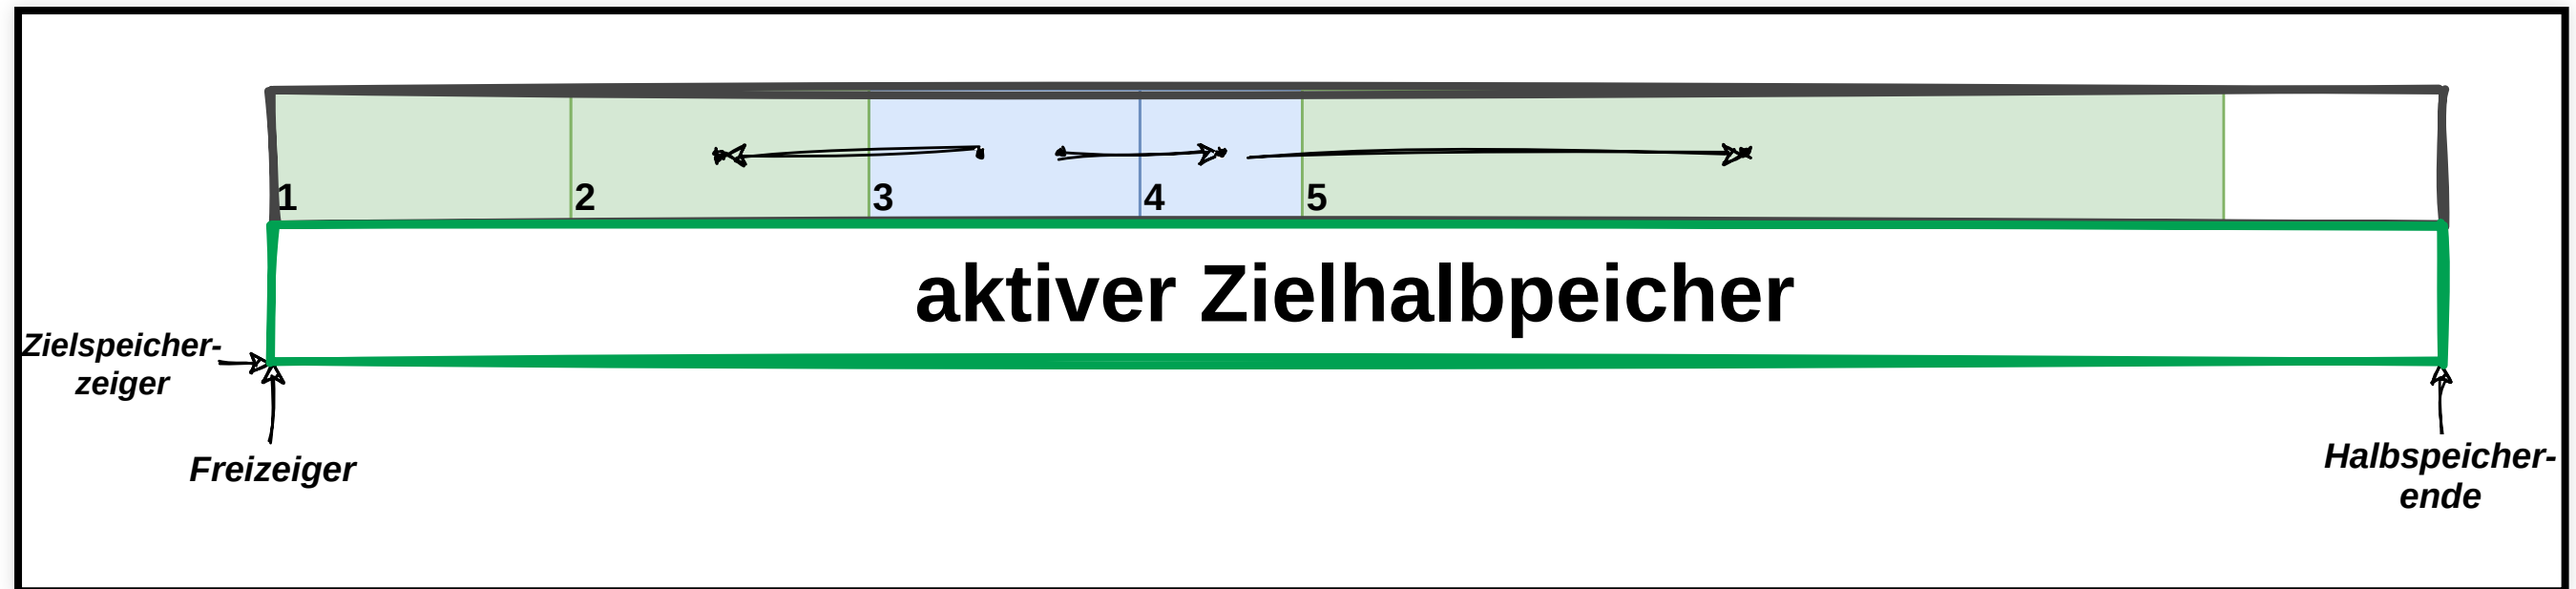 1 2 3 4 5
aktiver Zielhalbpeicher
Zielspeicher-
zeiger
Freizeiger
Halbspeicher-
ende